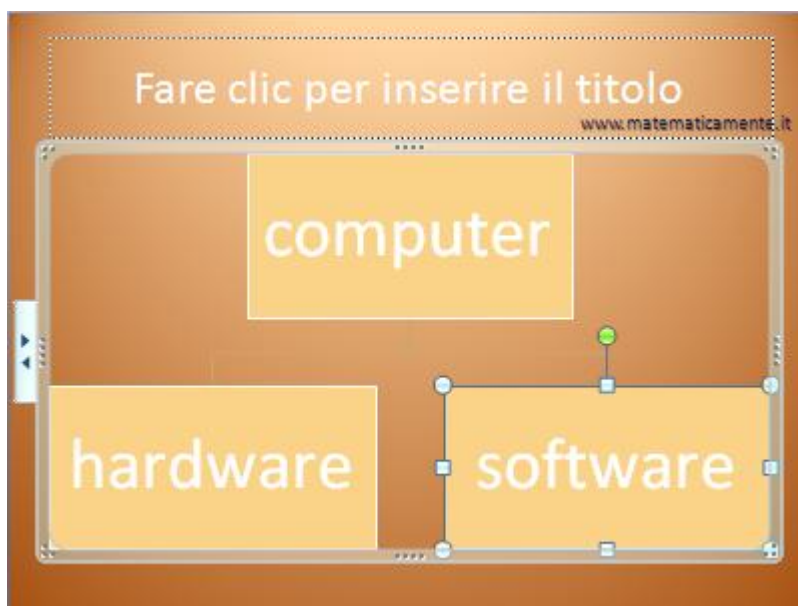 Fare clic per inserire il titolo
www.matematicamente.it
computer
hardware
software